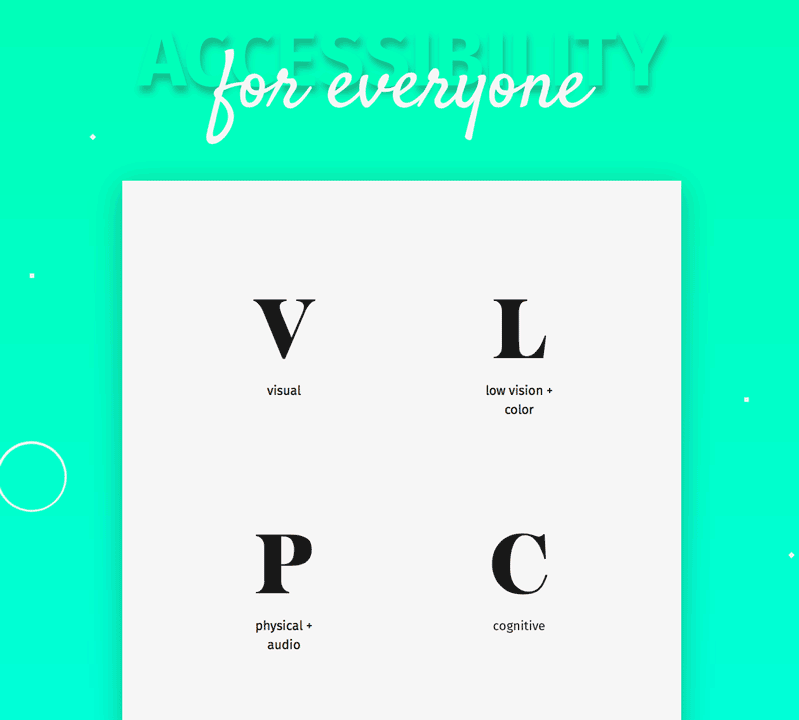 ACCESSIBILITY
for everyone
V
L
visual
low vision +
color
P
C
physical +
audio
cognitive